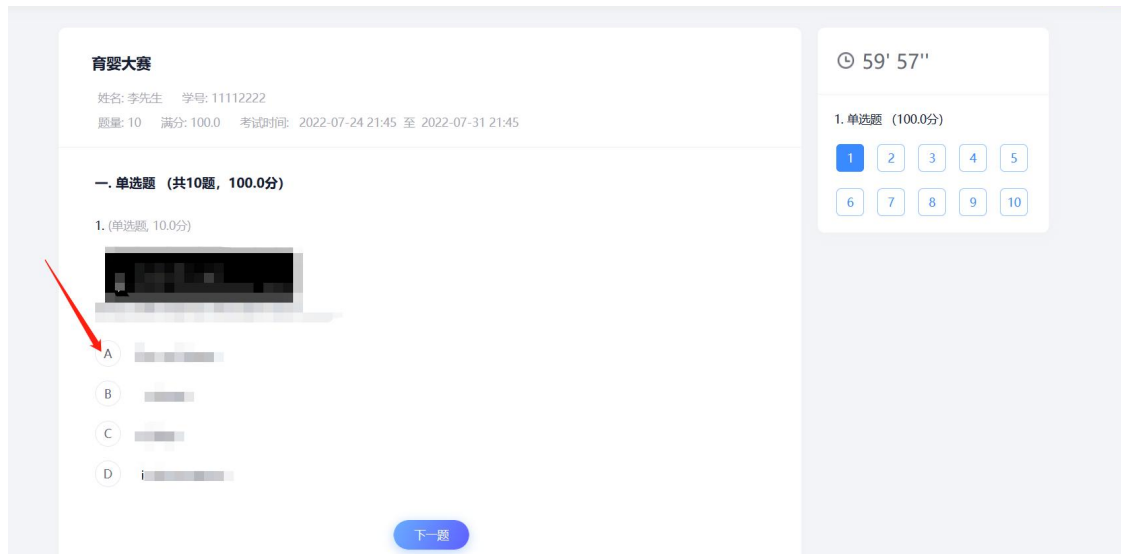 育婴大赛
姓名: 李先生 学号: 11112222
题量: 10 满分: 100.0 考试时间: 2022-07-24 21:45 至 2022-07-31 21:45
一. 单选题 （共10题，100.0分）
1. (单选题, 10.0分)
A
B
C
D
下一题
59' 57''
1. 单选题 （100.0分）
1 2 3 4 5
6 7 8 9 10